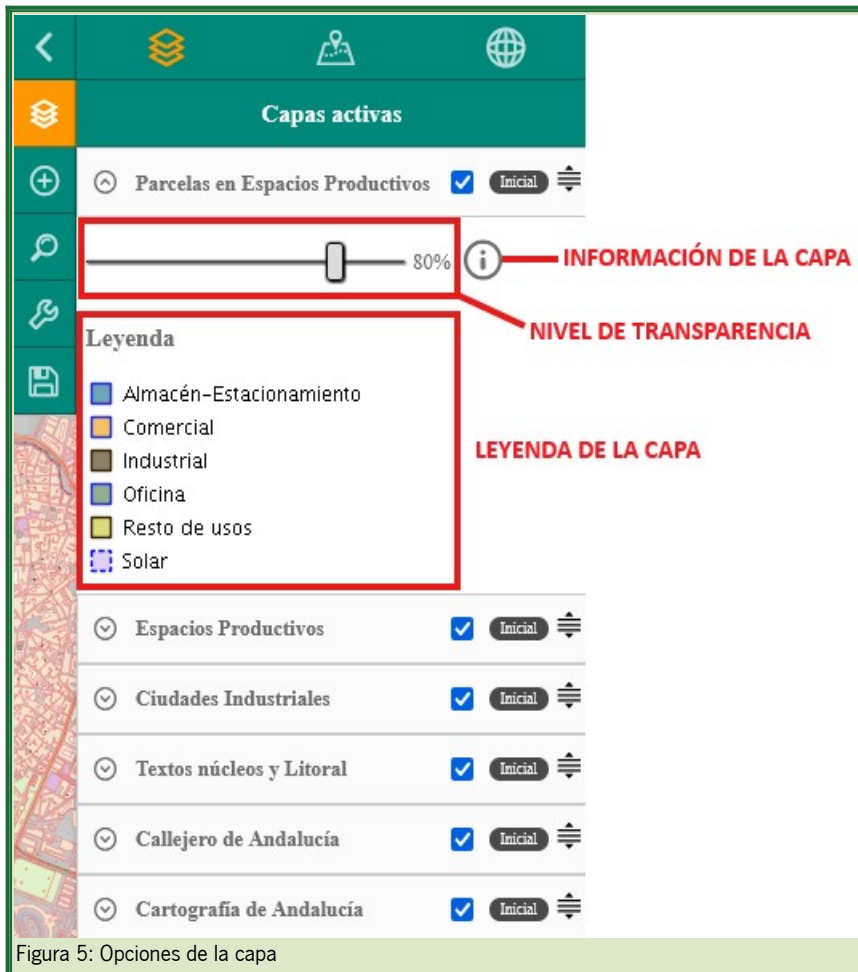 Capas activas
Parcelas en Espacios Productivos Inicial
80% INFORMACIÓN DE LA CAPA
NIVEL DE TRANSPARENCIA
Leyenda
Almacén-Estacionamiento
Comercial
Industrial
Oficina
Resto de usos
Solar
LEYENDA DE LA CAPA
Espacios Productivos Inicial
Ciudades Industriales Inicial
Textos núcleos y Litoral Inicial
Callejero de Andalucía Inicial
Cartografía de Andalucía Inicial
Figura 5: Opciones de la capa